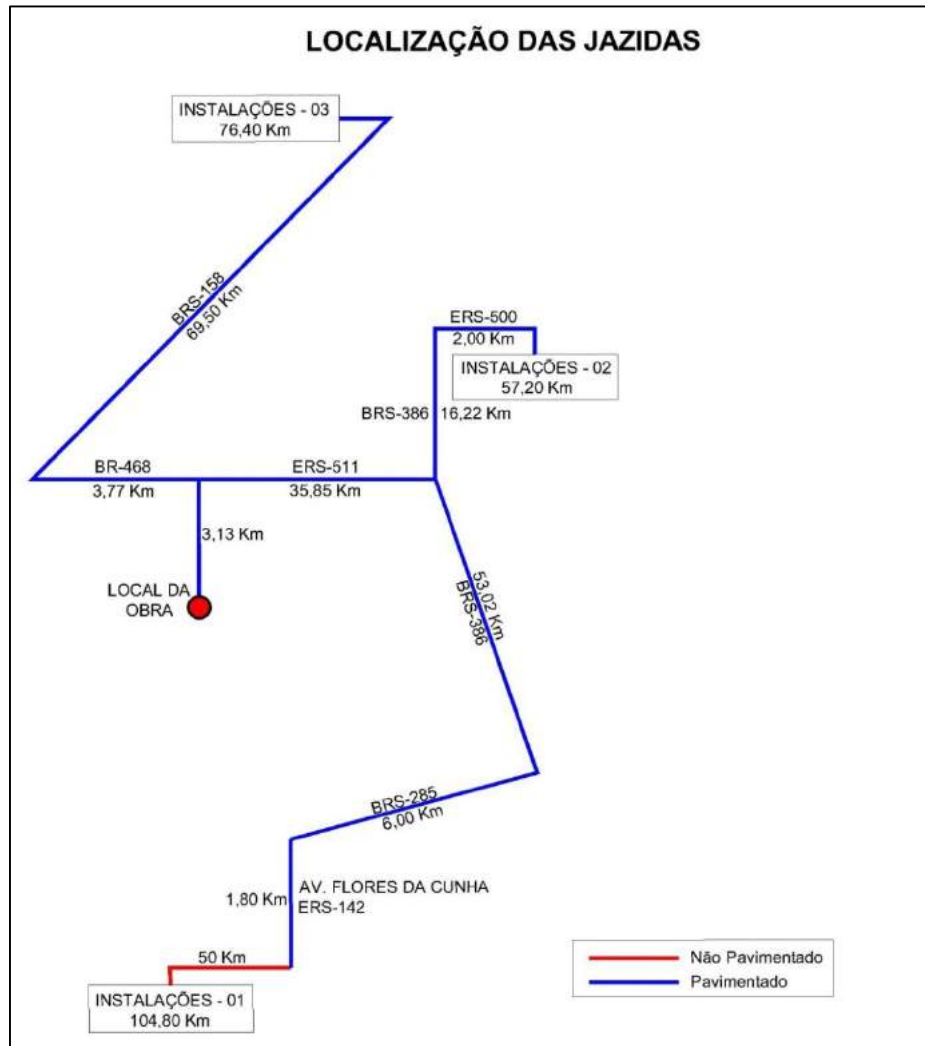 LOCALIZAÇÃO DAS JAZIDAS
INSTALAÇÕES - 03
76,40 Km
BRS-158
69,50 Km
ERS-500
2,00 Km
INSTALAÇÕES - 02
57,20 Km
BRS-386
16,22 Km
BR-468
3,77 Km
ERS-511
35,85 Km
3,13 Km
LOCAL DA
OBRA
53,02 Km
BRS-386
BRS-285
6,00 Km
1,80 Km
AV. FLORES DA CUNHA
ERS-142
50 Km
INSTALAÇÕES - 01
104,80 Km
Não Pavimentado
Pavimentado